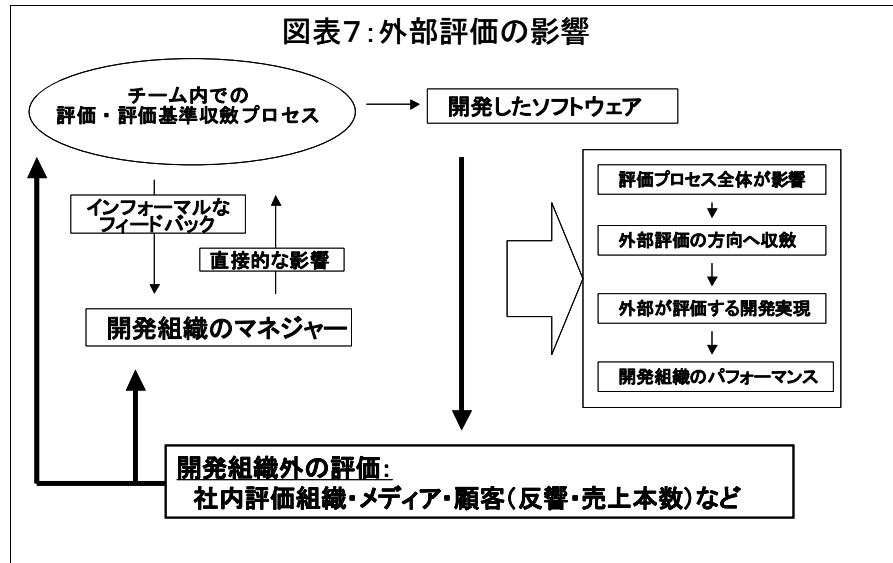 図表7:外部評価の影響
チーム内での
評価・評価基準収斂プロセス
開発したソフトウェア
インフォーマルな
フィードバック
直接的な影響
開発組織のマネジャー
評価プロセス全体が影響
外部評価の方向へ収斂
外部が評価する開発実現
開発組織のパフォーマンス
開発組織外の評価:
社内評価組織・メディア・顧客(反響・売上本数)など